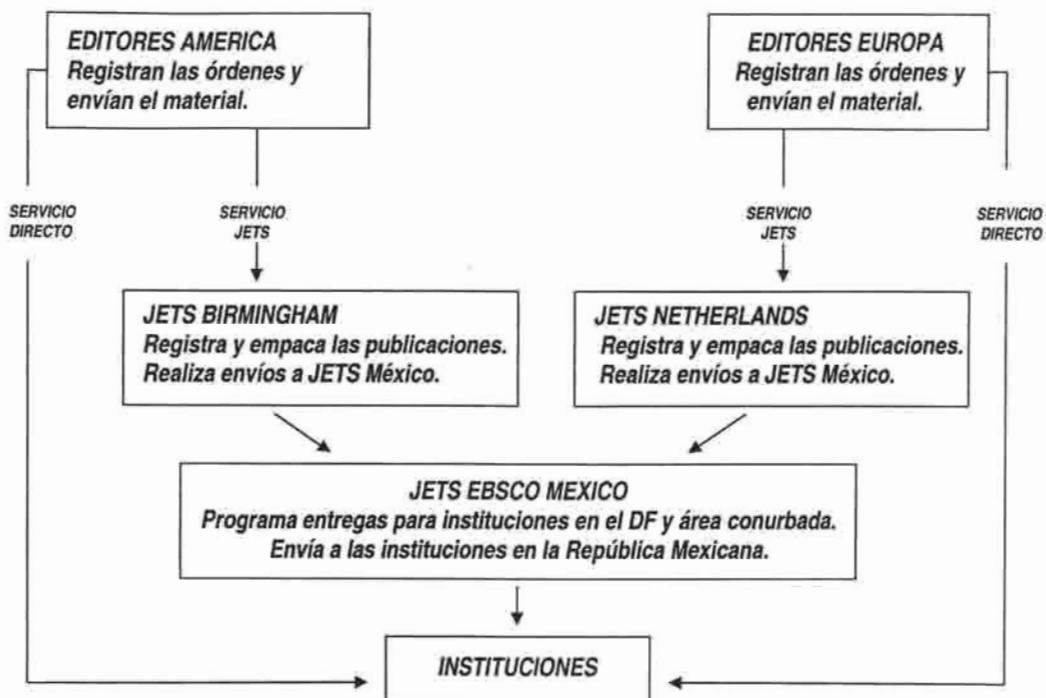 EDITORES AMERICA
Registran las órdenes y
envían el material.
EDITORES EUROPA
Registran las órdenes y
envían el material.
SERVICIO
DIRECTO
SERVICIO
JETS
SERVICIO
JETS
SERVICIO
DIRECTO
JETS BIRMINGHAM
Registra y empaca las publicaciones.
Realiza envíos a JETS México.
JETS NETHERLANDS
Registra y empaca las publicaciones.
Realiza envíos a JETS México.
JETS EBSCO MEXICO
Programa entregas para instituciones en el DF y área conurbada.
Envía a las instituciones en la República Mexicana.
INSTITUCIONES